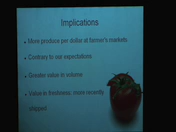 Implications
• More produce per dollar at farmer's markets
• Contrary to our expectations
• Greater value in volume
• Value in freshness, more recently
shipped